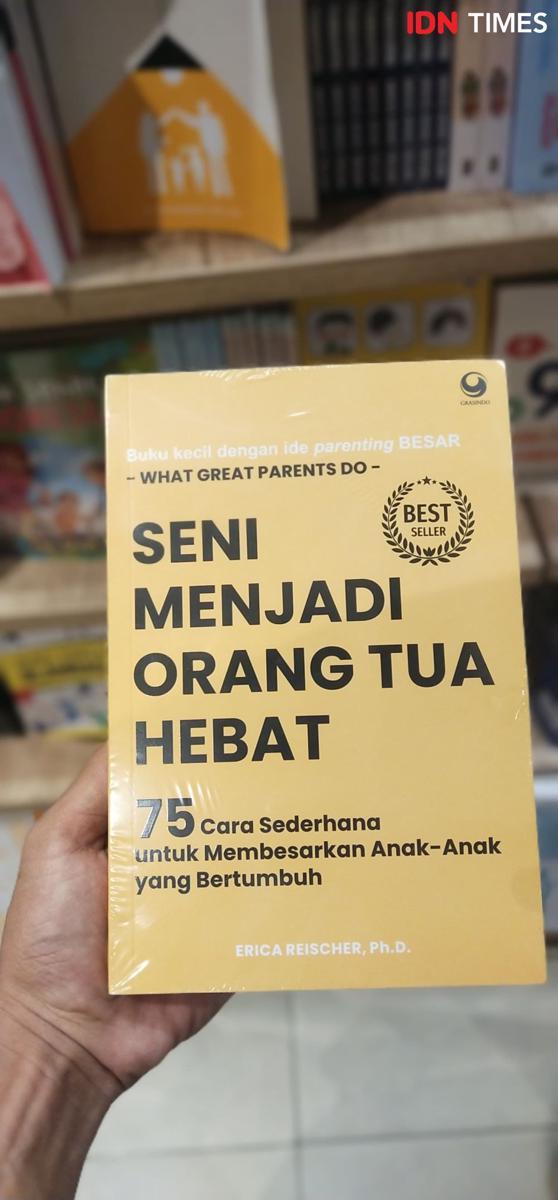 IDN TIMES
GRASINDO
Buku kecil dengan ide parenting BESAR
- WHAT GREAT PARENTS DO -
BEST
SELLER
SENI
MENJADI
ORANG TUA
HEBAT
75 Cara Sederhana
untuk Membesarkan Anak-Anak
yang Bertumbuh
ERICA REISCHER, Ph.D.